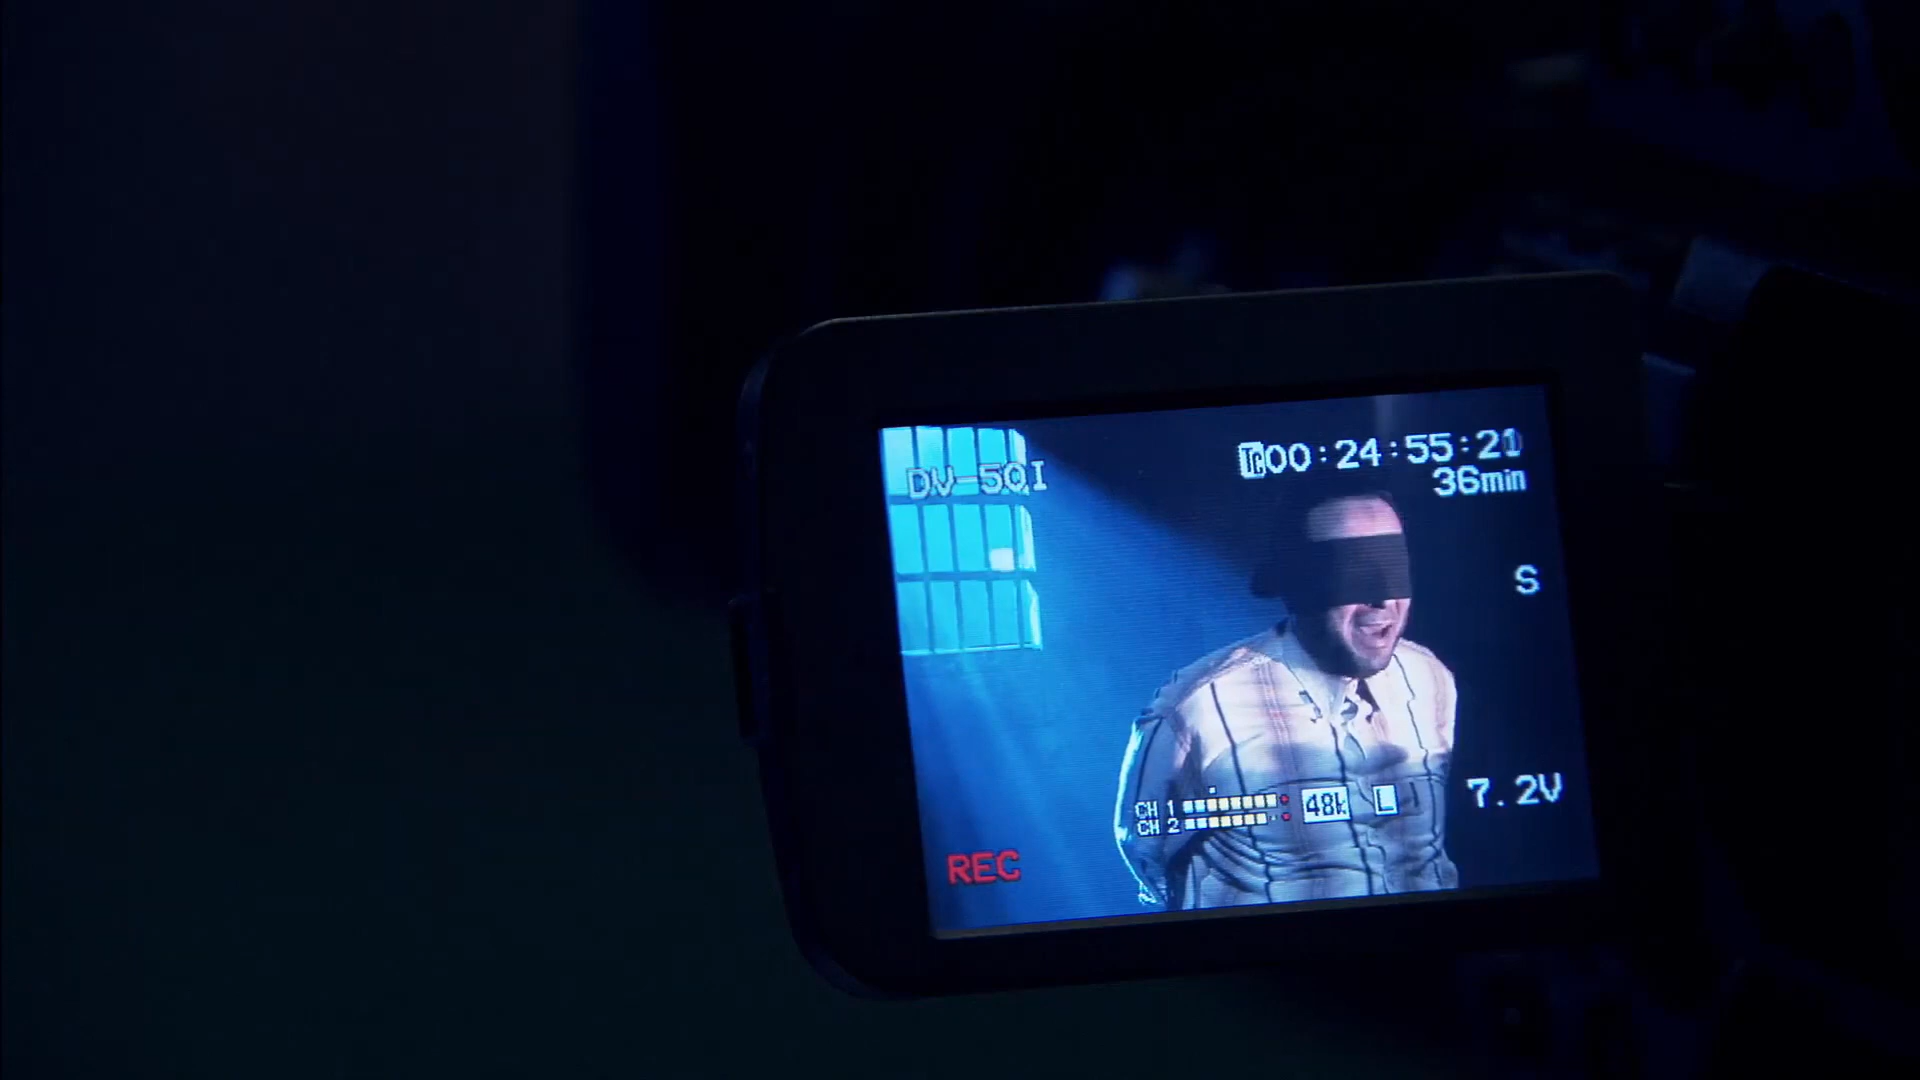 TC00:24:55:21
DV-5QI
36min
S
7.2V
CH 1
48k
L
CH 2
REC